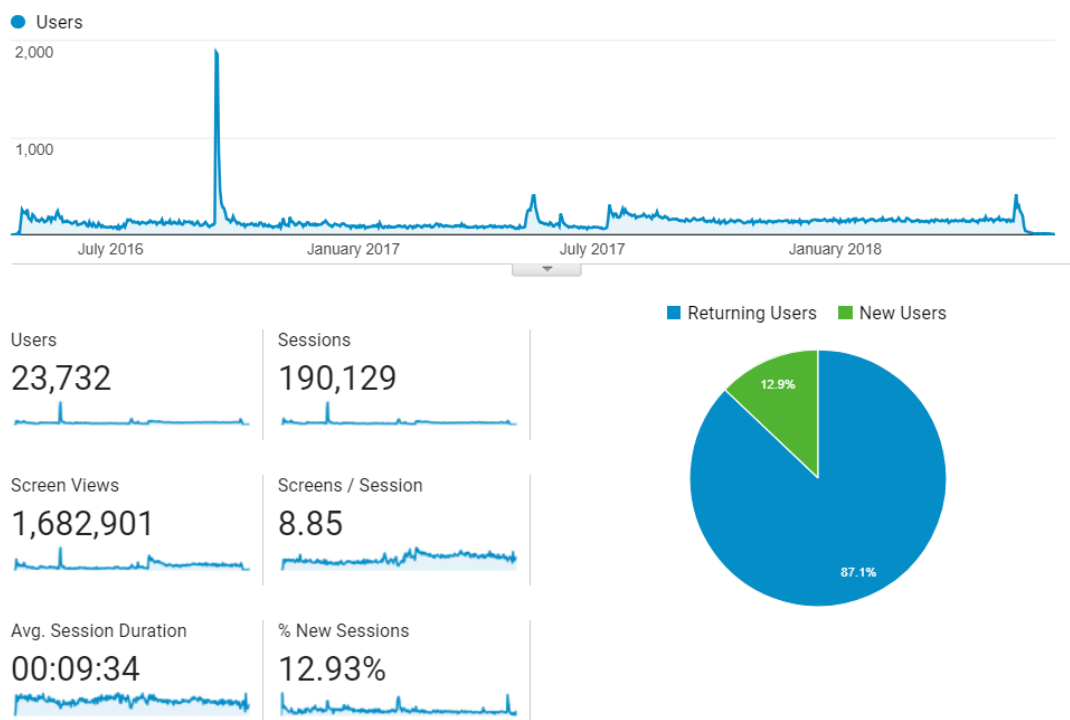 Users
2,000
1,000
July 2016 January 2017 July 2017 January 2018
Returning Users New Users
Users
23,732
Sessions
190,129
12.9%
87.1%
Screen Views
1,682,901
Screens / Session
8.85
Avg. Session Duration
00:09:34
% New Sessions
12.93%